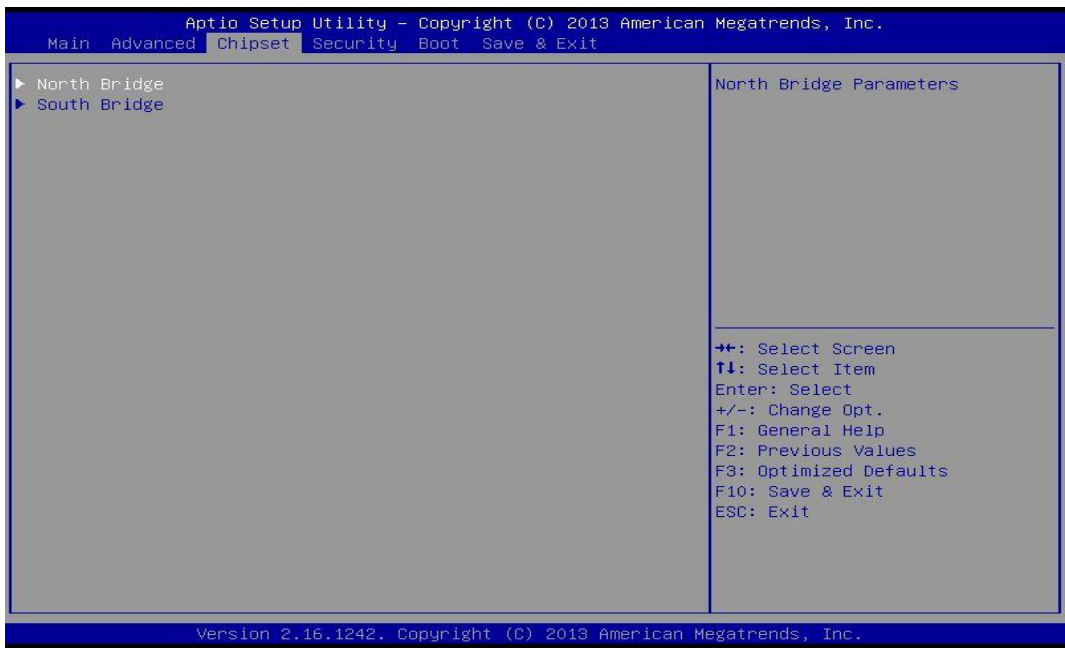 Aptio Setup Utility – Copyright (C) 2013 American Megatrends, Inc.
Main Advanced Chipset Security Boot Save & Exit
▶ North Bridge
▶ South Bridge
North Bridge Parameters
→←: Select Screen
↑↓: Select Item
Enter: Select
+/-: Change Opt.
F1: General Help
F2: Previous Values
F3: Optimized Defaults
F10: Save & Exit
ESC: Exit
Version 2.16.1242. Copyright (C) 2013 American Megatrends, Inc.